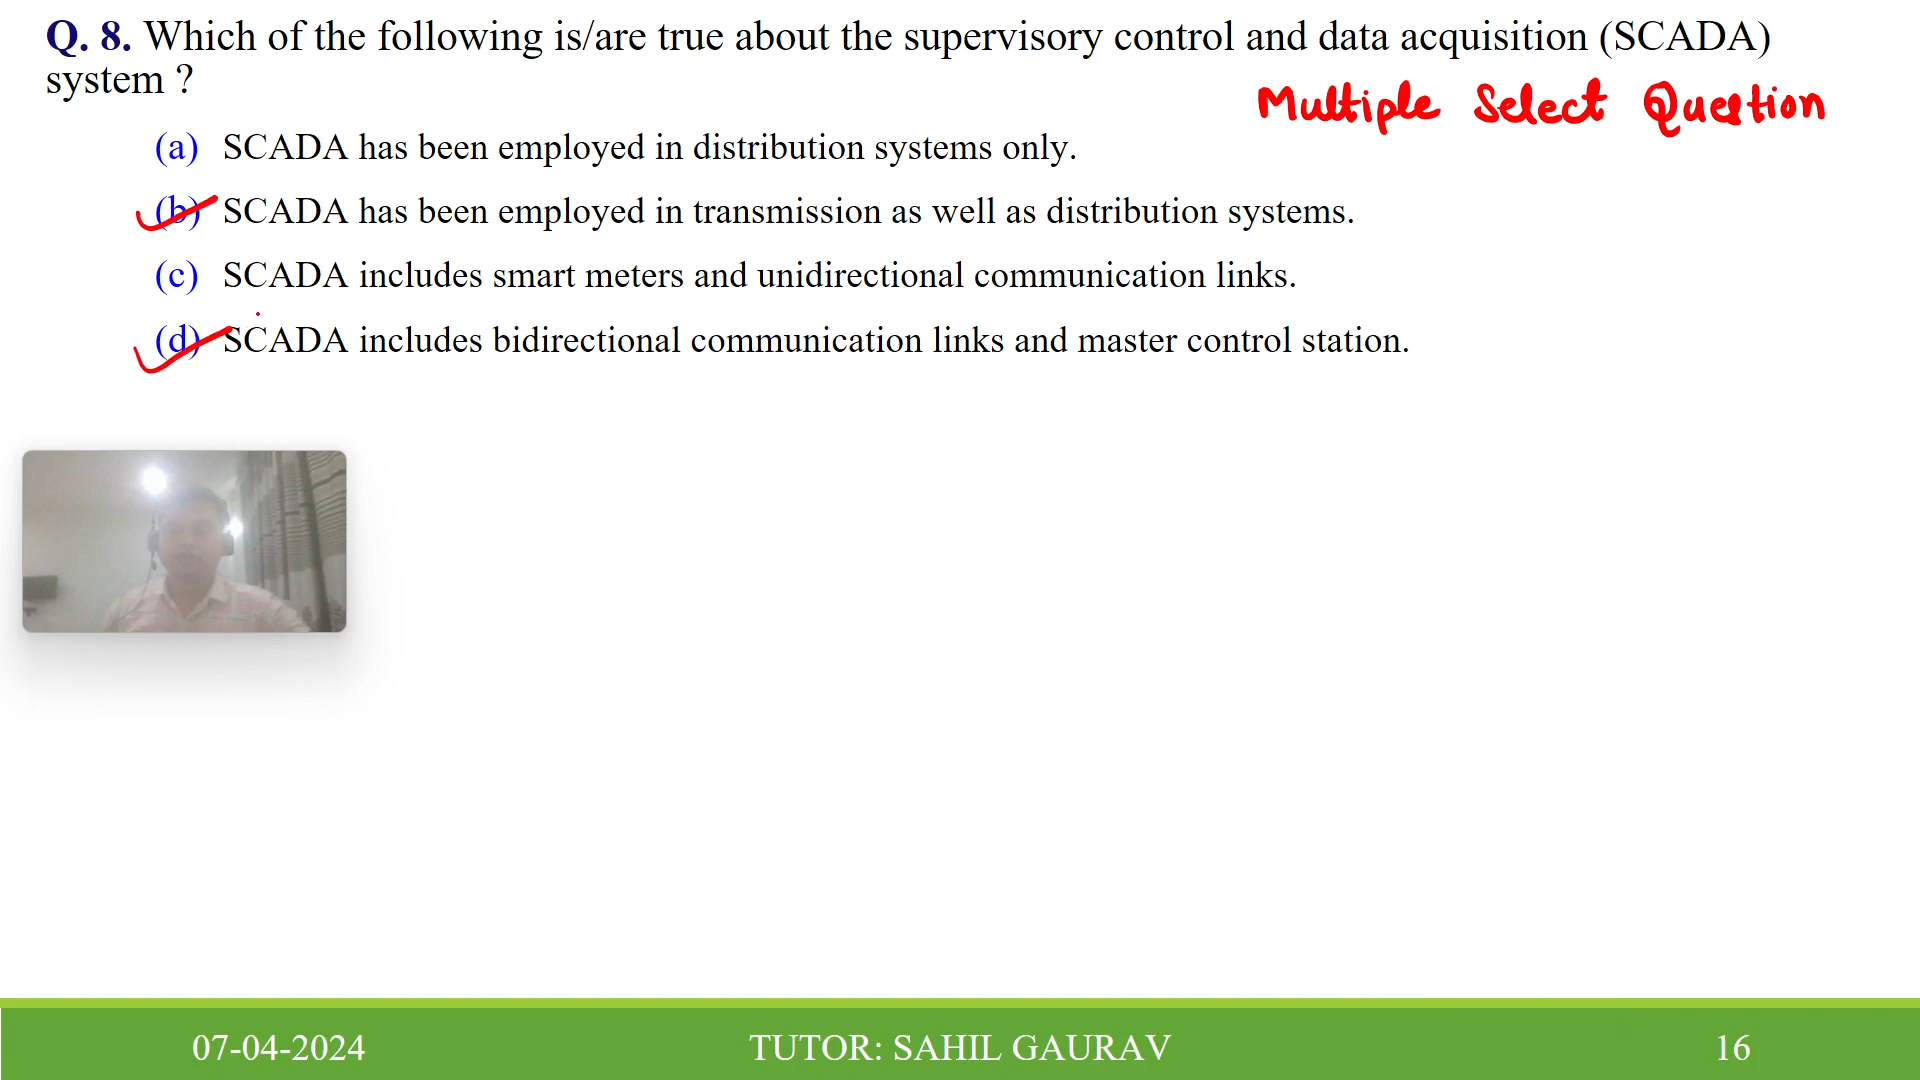 Q. 8. Which of the following is/are true about the supervisory control and data acquisition (SCADA)
system ?
Multiple Select Question
(a) SCADA has been employed in distribution systems only.
(b) SCADA has been employed in transmission as well as distribution systems.
(c) SCADA includes smart meters and unidirectional communication links.
(d) SCADA includes bidirectional communication links and master control station.
07-04-2024 TUTOR: SAHIL GAURAV 16